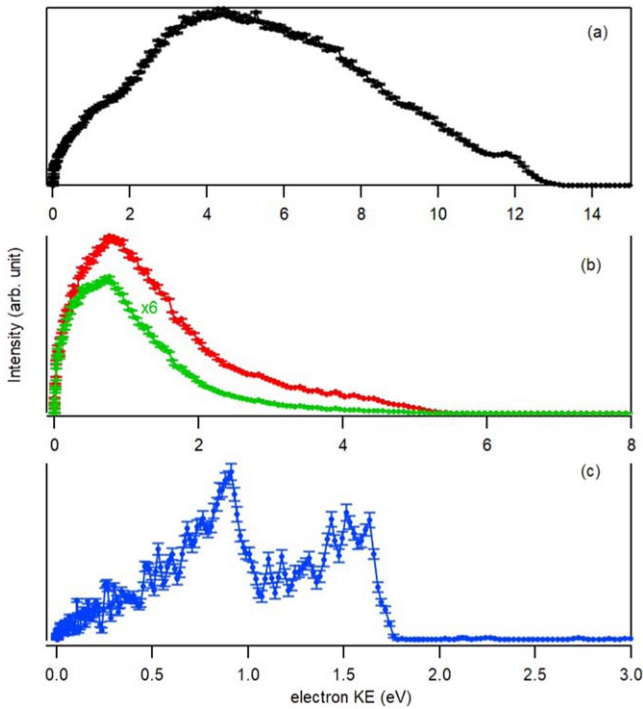 (a)
0 2 4 6 8 10 12 14
(b)
x6
Intensity (arb. unit)
0 2 4 6 8
(c)
0.0 0.5 1.0 1.5 2.0 2.5 3.0
electron KE (eV)